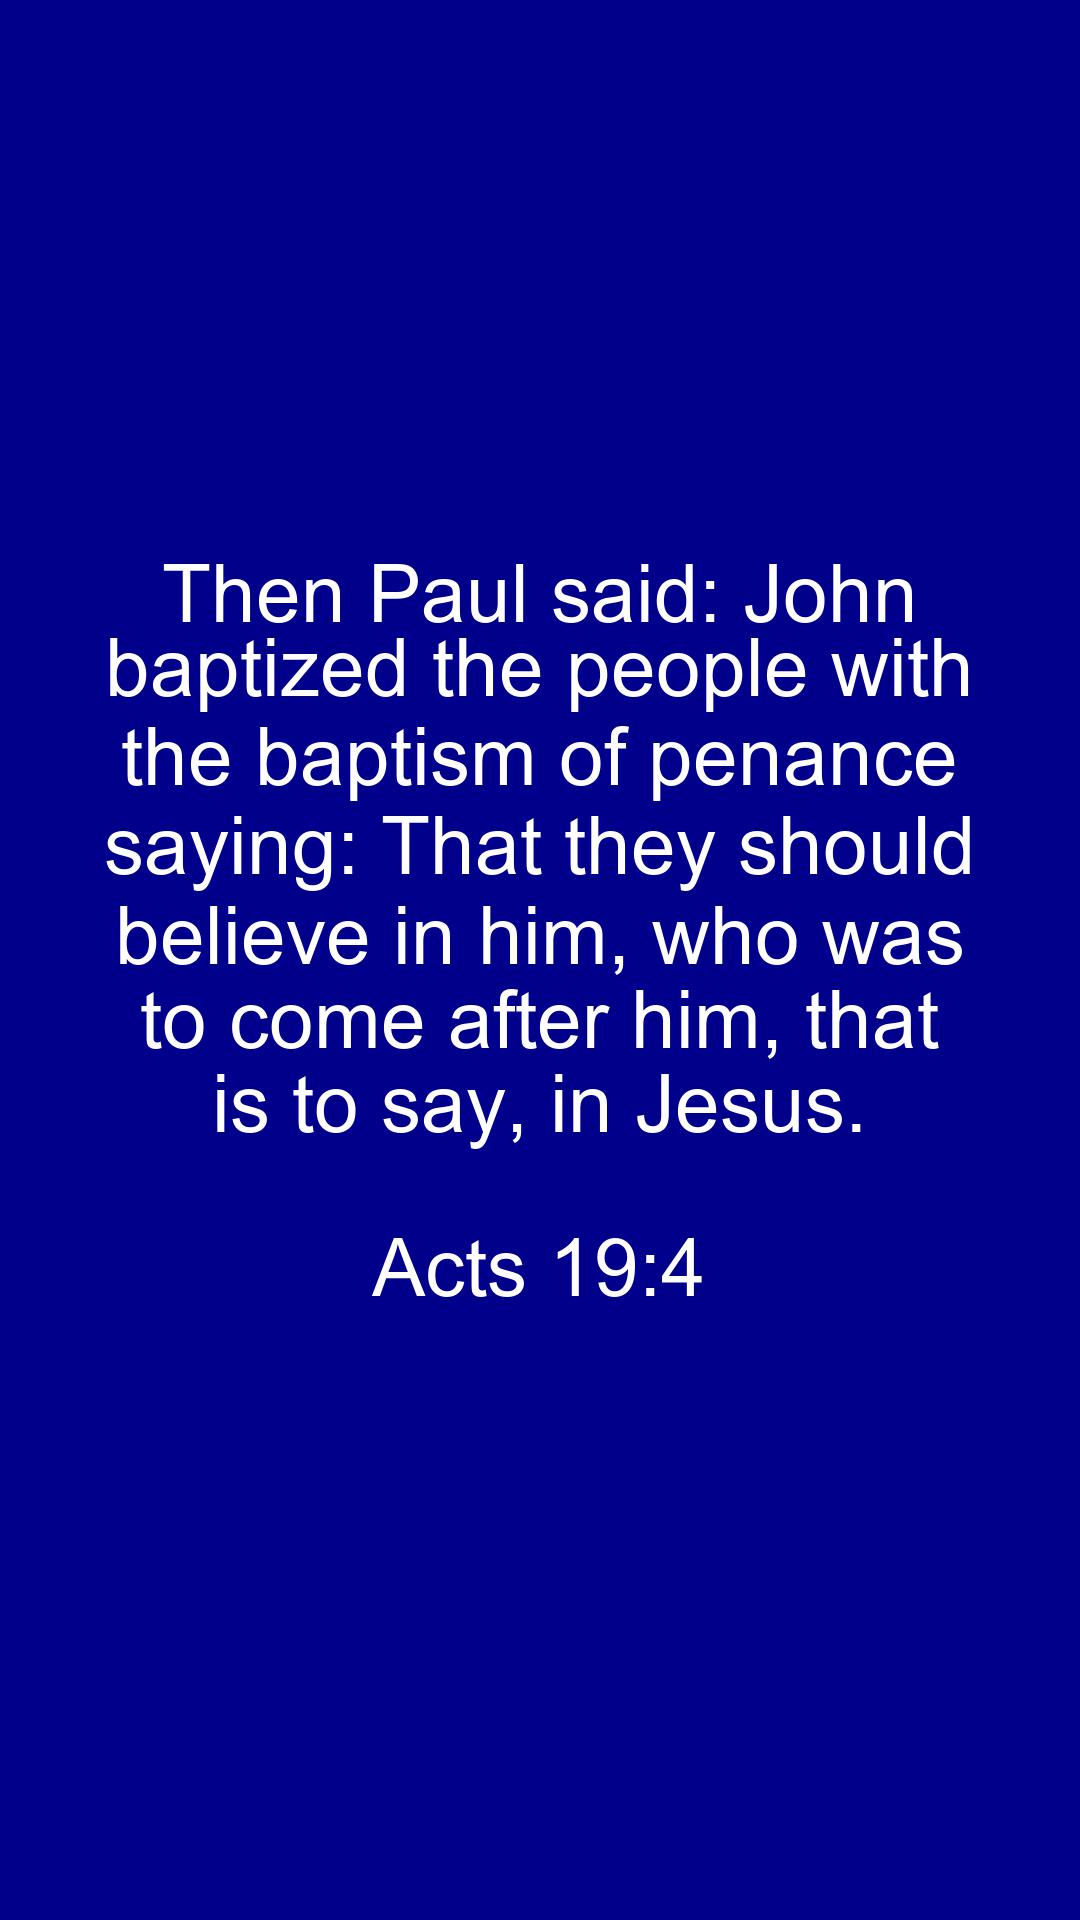 Then Paul said: John
baptized the people with
the baptism of penance
saying: That they should
believe in him, who was
to come after him, that
is to say, in Jesus.
Acts 19:4